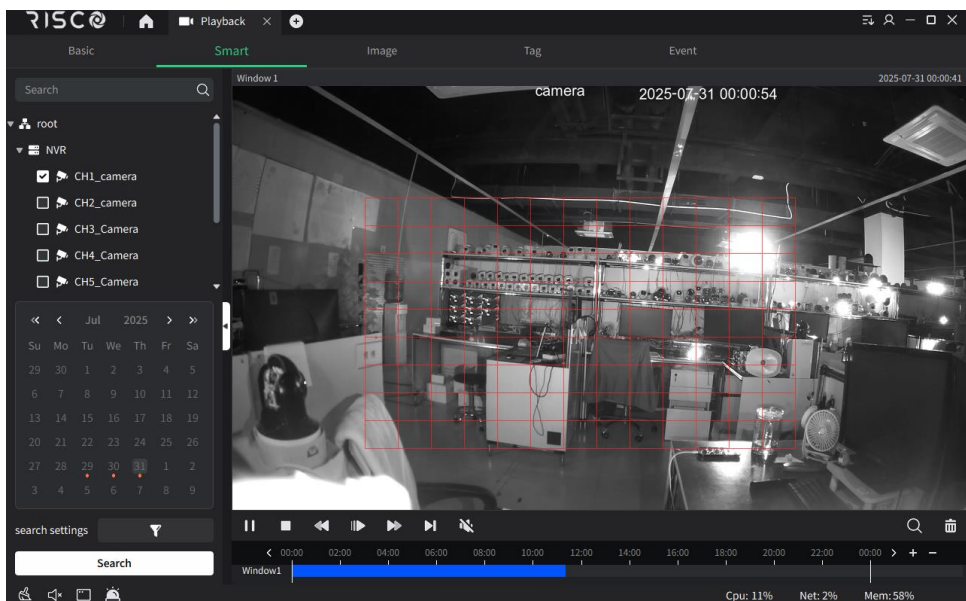 RISCO
Playback
Basic
Smart
Image
Tag
Event
Search
Window 1
2025-07-31 00:00:41
camera
2025-07-31 00:00:54
root
NVR
CH1_camera
CH2_camera
CH3_Camera
CH4_Camera
CH5_Camera
Jul 2025
Su Mo Tu We Th Fr Sa
29 30 1 2 3 4 5
6 7 8 9 10 11 12
13 14 15 16 17 18 19
20 21 22 23 24 25 26
27 28 29 30 31 1 2
3 4 5 6 7 8 9
search settings
Search
00:00 02:00 04:00 06:00 08:00 10:00 12:00 14:00 16:00 18:00 20:00 22:00 00:00
Window1
Cpu: 11% Net: 2% Mem: 58%